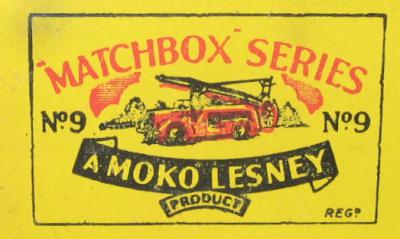 "MATCHBOX" SERIES
Nº9 Nº9
A MOKO LESNEY
PRODUCT
REGD